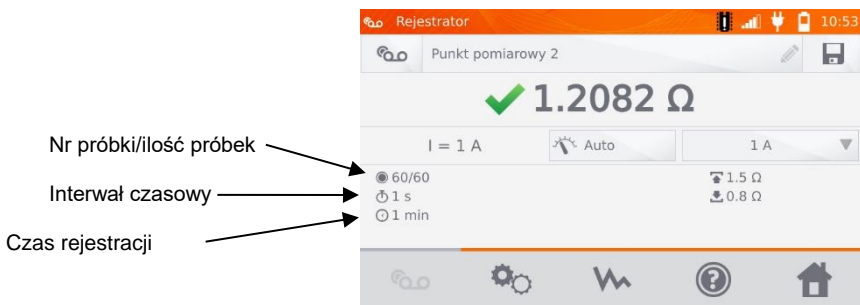 Rejestrator 10:53
Punkt pomiarowy 2
1.2082 Ω
I = 1 A Auto 1 A
Nr próbki/ilość próbek
60/60 1.5 Ω
Interwał czasowy
1 s 0.8 Ω
Czas rejestracji
1 min
?